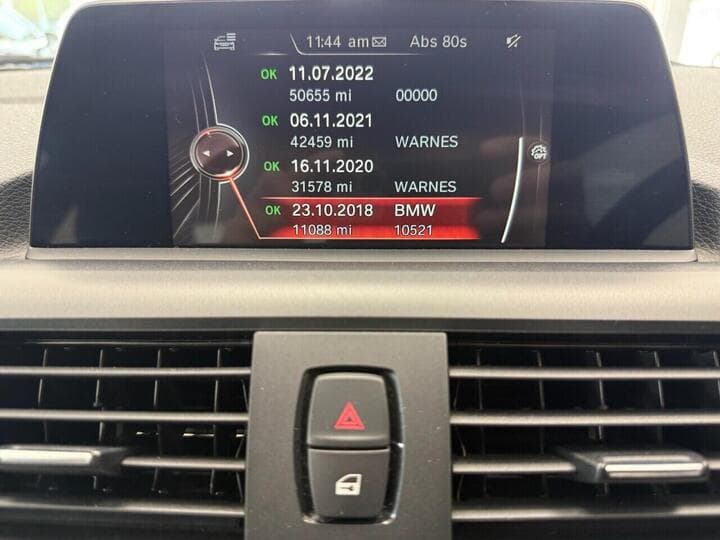 11:44 am Abs 80s
OK 11.07.2022
50655 mi 00000
OK 06.11.2021
42459 mi WARNES
OK 16.11.2020
31578 mi WARNES
OPT
OK 23.10.2018 BMW
11088 mi 10521